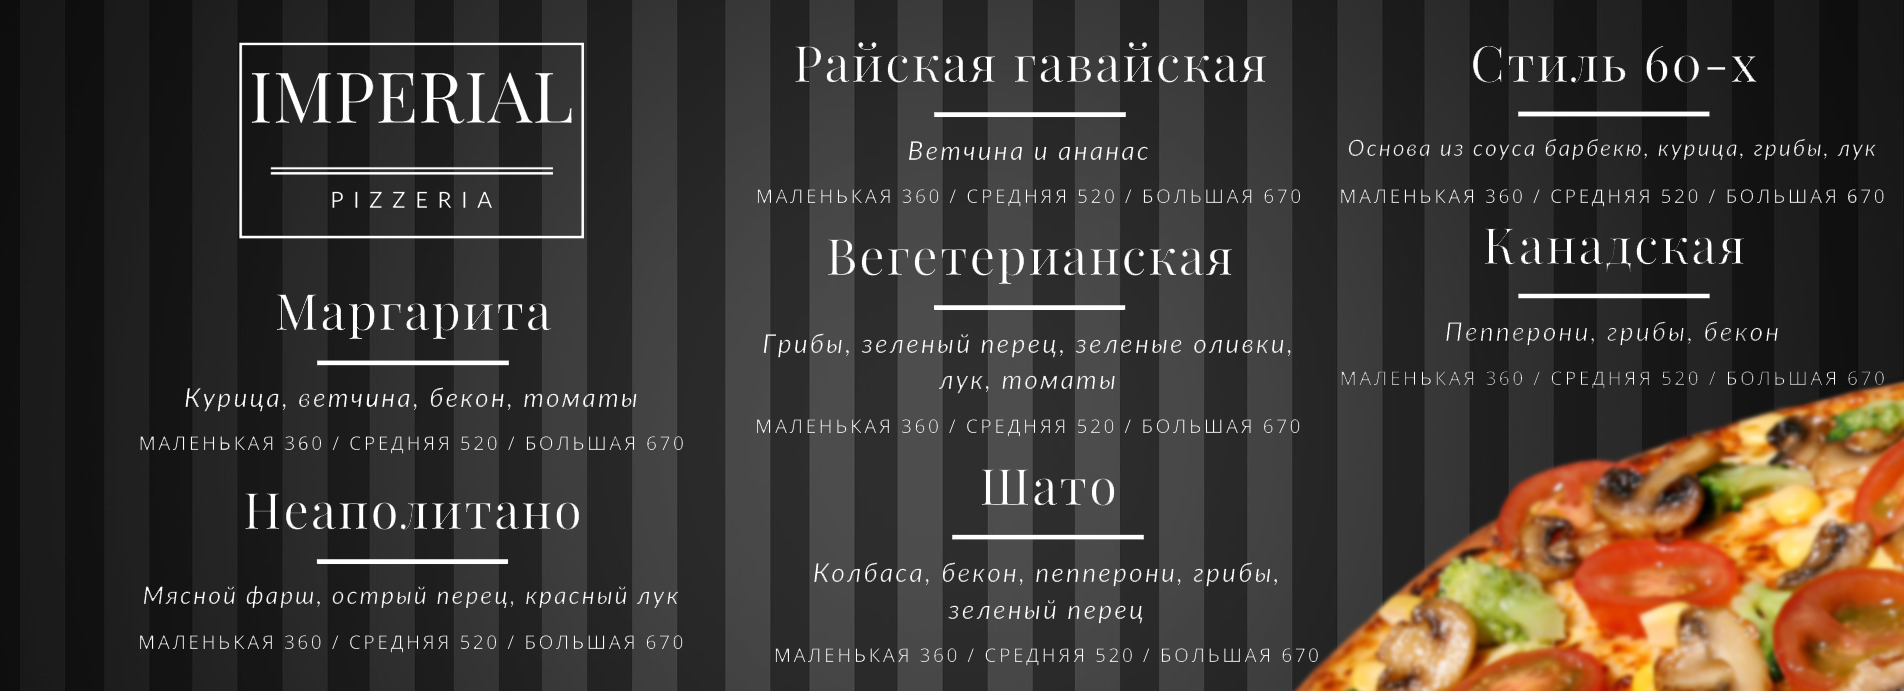 IMPERIAL
PIZZERIA
Маргарита
Курица, ветчина, бекон, томаты
МАЛЕНЬКАЯ 360 / СРЕДНЯЯ 520 / БОЛЬШАЯ 670
Неаполитано
Мясной фарш, острый перец, красный лук
МАЛЕНЬКАЯ 360 / СРЕДНЯЯ 520 / БОЛЬШАЯ 670
Райская гавайская
Ветчина и ананас
МАЛЕНЬКАЯ 360 / СРЕДНЯЯ 520 / БОЛЬШАЯ 670
Вегетерианская
Грибы, зеленый перец, зеленые оливки,
лук, томаты
МАЛЕНЬКАЯ 360 / СРЕДНЯЯ 520 / БОЛЬШАЯ 670
Шато
Колбаса, бекон, пепперони, грибы,
зеленый перец
МАЛЕНЬКАЯ 360 / СРЕДНЯЯ 520 / БОЛЬШАЯ 670
Стиль 60-х
Основа из соуса барбекю, курица, грибы, лук
МАЛЕНЬКАЯ 360 / СРЕДНЯЯ 520 / БОЛЬШАЯ 670
Канадская
Пепперони, грибы, бекон
МАЛЕНЬКАЯ 360 / СРЕДНЯЯ 520 / БОЛЬШАЯ 670